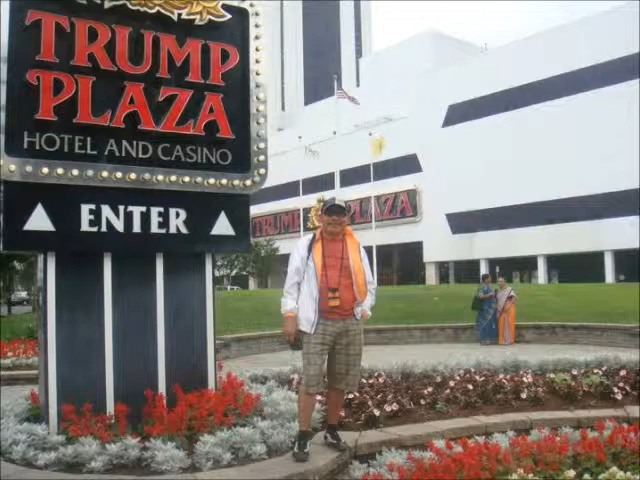 TRUMP
PLAZA
HOTEL AND CASINO
ENTER
TRUMP PLAZA